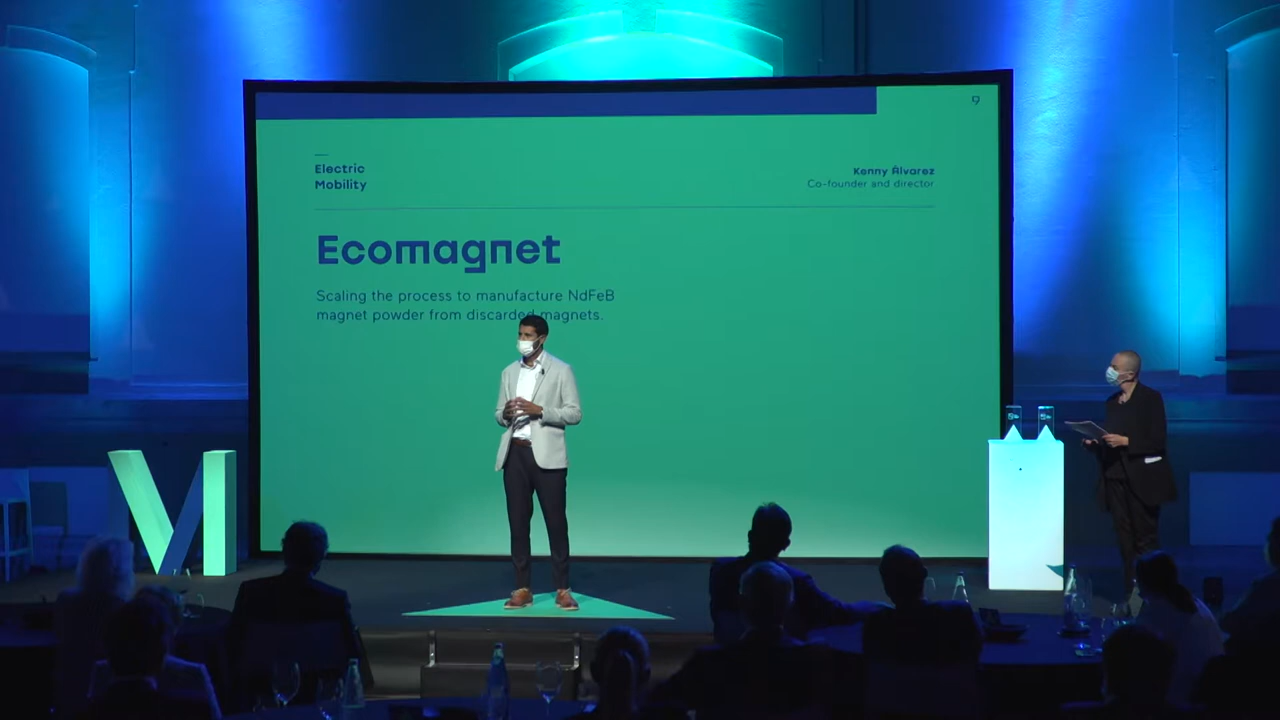 Electric
Mobility
Kenny Álvarez
Co-founder and director
Ecomagnet
Scaling the process to manufacture NdFeB
magnet powder from discarded magnets.